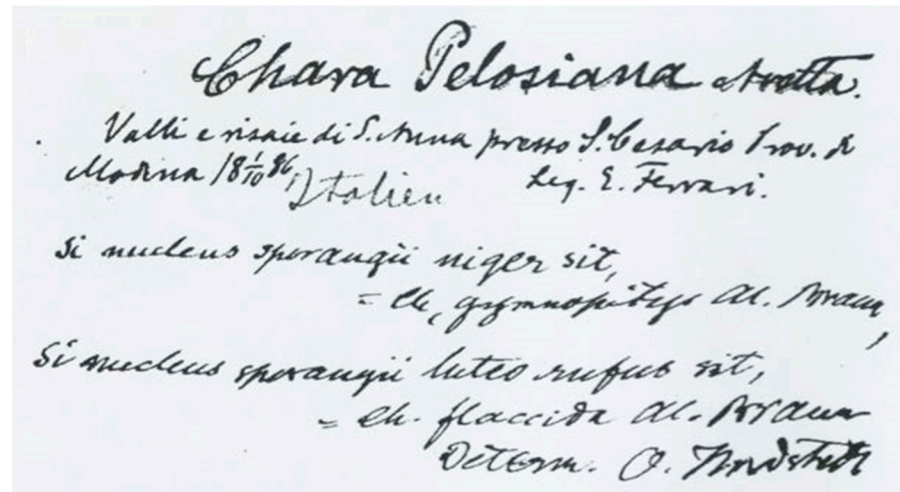 Chara Pelosiana Avetta.
Valli e risaie di S. Anna presso S. Cesario Prov. di
Modena 18 1/10 86, Italien Leg. E. Ferrari.
Si nucleus sporangii niger sit,
= Ch. gymnopitys Al. Braun,
Si nucleus sporangii luteo rufus sit,
= Ch. flaccida Al. Braun
Determ. O. Nordstedt